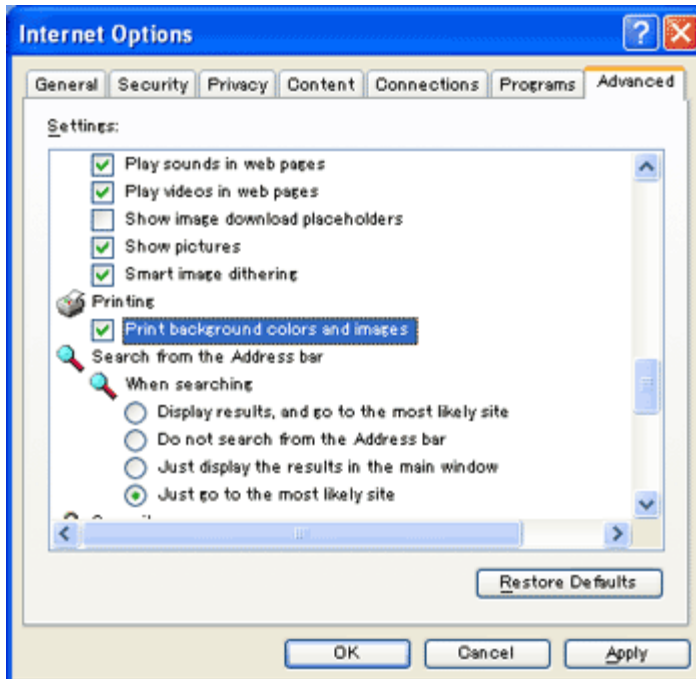 Internet Options
General Security Privacy Content Connections Programs Advanced
Settings:
Play sounds in web pages
Play videos in web pages
Show image download placeholders
Show pictures
Smart image dithering
Printing
Print background colors and images
Search from the Address bar
When searching
Display results, and go to the most likely site
Do not search from the Address bar
Just display the results in the main window
Just go to the most likely site
Restore Defaults
OK Cancel Apply